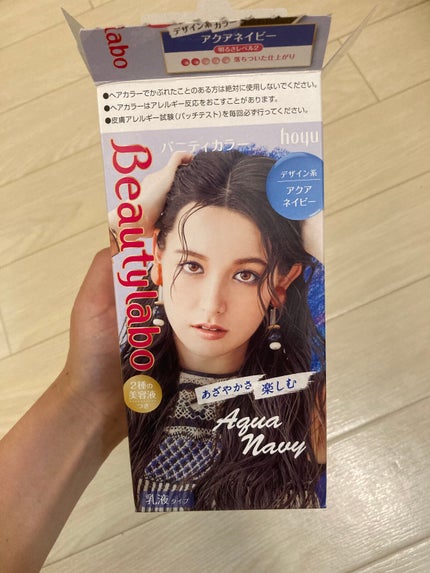 デザイン系 カラー
アクアネイビー
明るさレベル2
落ちついた仕上がり
labo
●ヘアカラーでかぶれたことのある方は絶対に使用しないでください。
●ヘアカラーはアレルギー反応をおこすことがあります。
●皮膚アレルギー試験(パッチテスト)を毎回必ず行ってください。
hoyu
バニティカラー
Beautylabo
デザイン系
アクア
ネイビー
2種の
美容液
つき
あざやかさ 楽しむ
Aqua
Navy
乳液タイプ